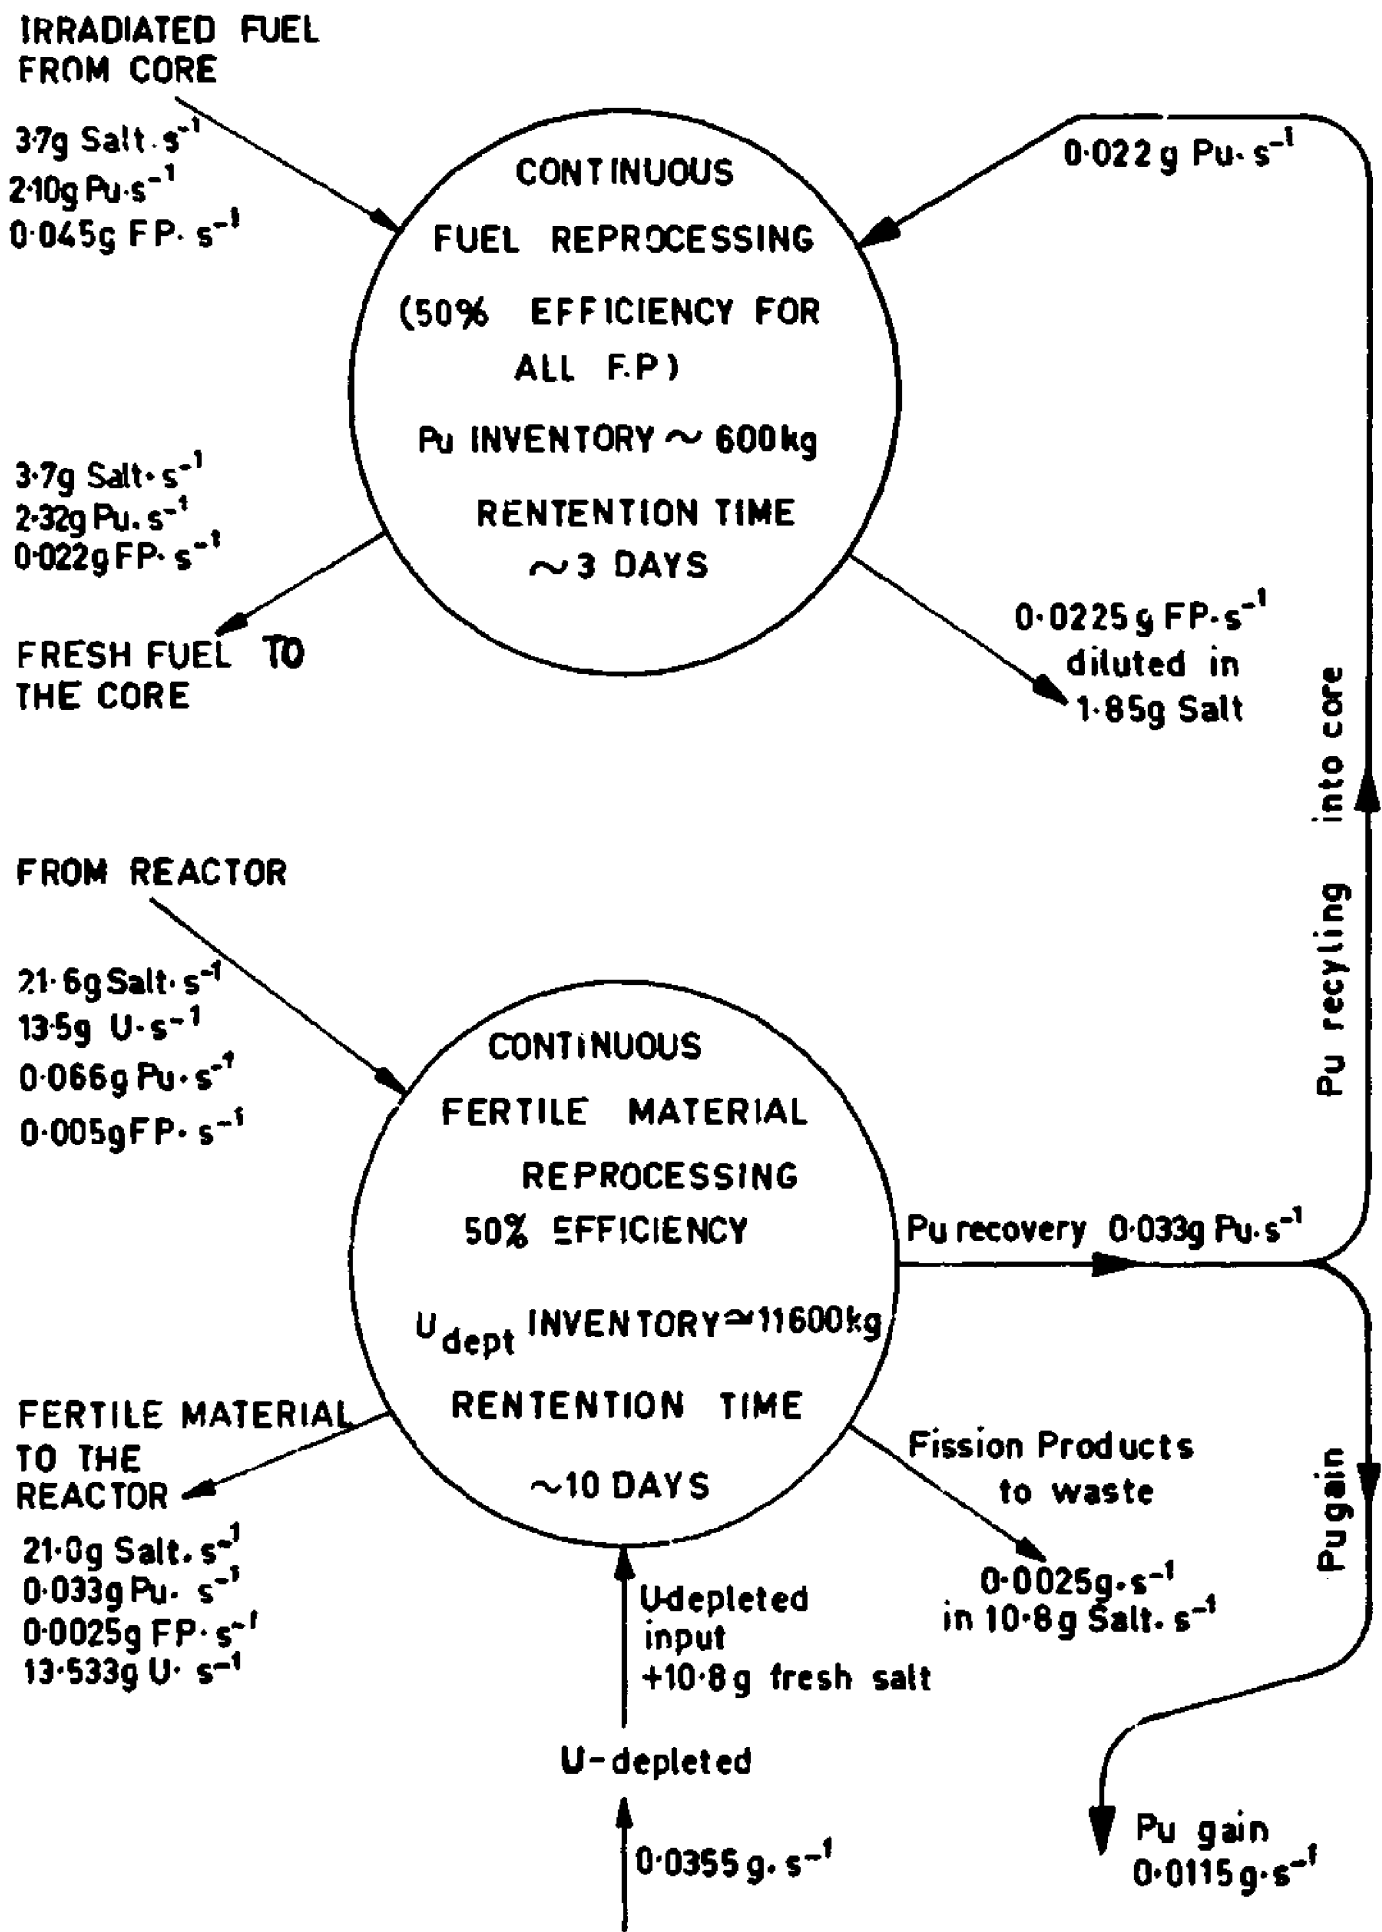 IRRADIATED FUEL
FROM CORE
3·7g Salt·s⁻¹
2·10g Pu·s⁻¹
0·045g FP·s⁻¹
CONTINUOUS
FUEL REPROCESSING
(50% EFFICIENCY FOR
ALL F.P)
Pu INVENTORY ~ 600kg
RENTENTION TIME
~3 DAYS
0·022g Pu·s⁻¹
3·7g Salt·s⁻¹
2·32g Pu.s⁻¹
0·022g FP·s⁻¹
FRESH FUEL TO
THE CORE
0·0225g FP·s⁻¹
diluted in
1·85g Salt
Pu recyling into core
FROM REACTOR
21·6g Salt·s⁻¹
13·5g U·s⁻¹
0·066g Pu·s⁻¹
0·005gFP·s⁻¹
CONTINUOUS
FERTILE MATERIAL
REPROCESSING
50% EFFICIENCY
U dept INVENTORY≃11600kg
RENTENTION TIME
~10 DAYS
Pu recovery 0·033g Pu·s⁻¹
FERTILE MATERIAL
TO THE
REACTOR
21·0g Salt.s⁻¹
0·033g Pu·s⁻¹
0·0025g FP·s⁻¹
13·533g U·s⁻¹
Fission Products
to waste
0·0025g·s⁻¹
in 10·8g Salt.s⁻¹
Pu gain
U-depleted
input
+10·8g fresh salt
U-depleted
0·0355g.s⁻¹
Pu gain
0·0115g·s⁻¹